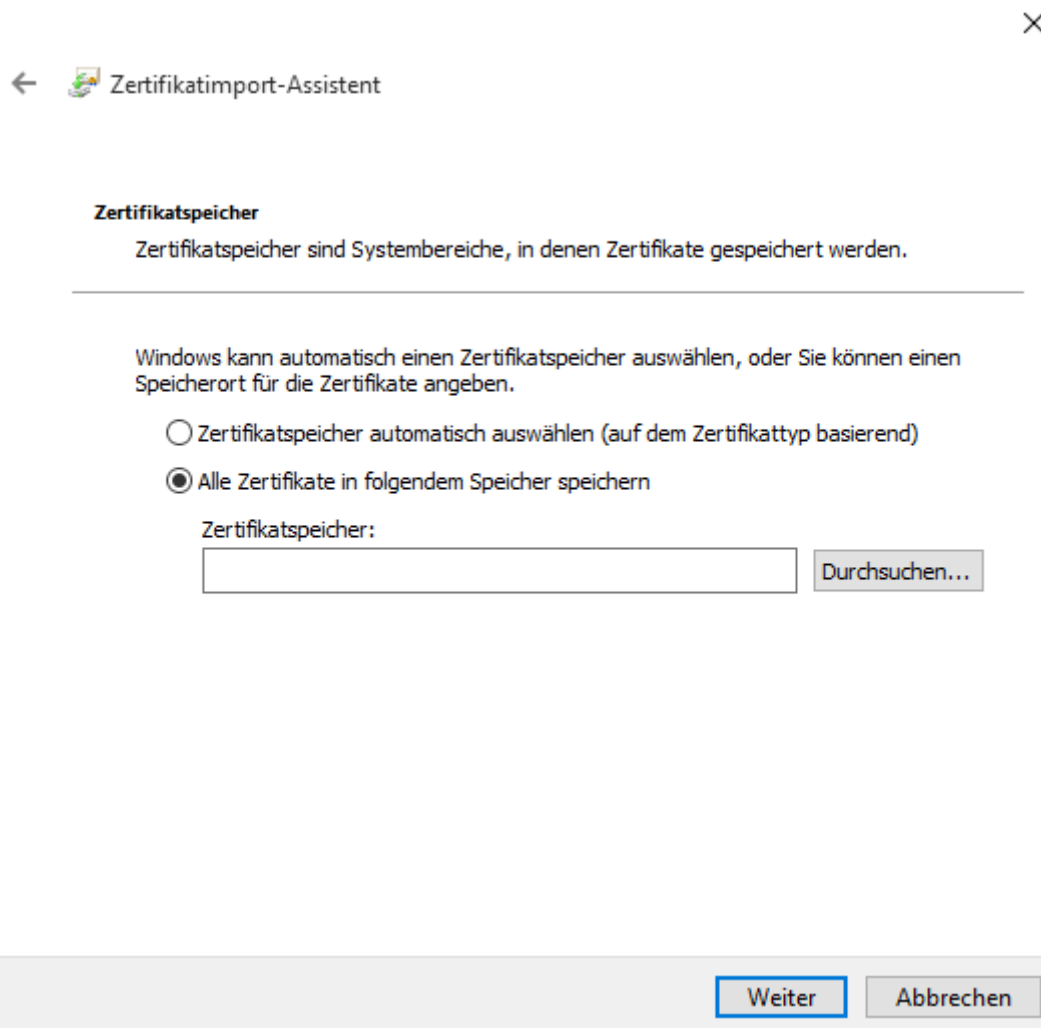 Zertifikatimport-Assistent
Zertifikatspeicher
Zertifikatspeicher sind Systembereiche, in denen Zertifikate gespeichert werden.
Windows kann automatisch einen Zertifikatspeicher auswählen, oder Sie können einen
Speicherort für die Zertifikate angeben.
Zertifikatspeicher automatisch auswählen (auf dem Zertifikattyp basierend)
Alle Zertifikate in folgendem Speicher speichern
Zertifikatspeicher:
Durchsuchen...
Weiter
Abbrechen